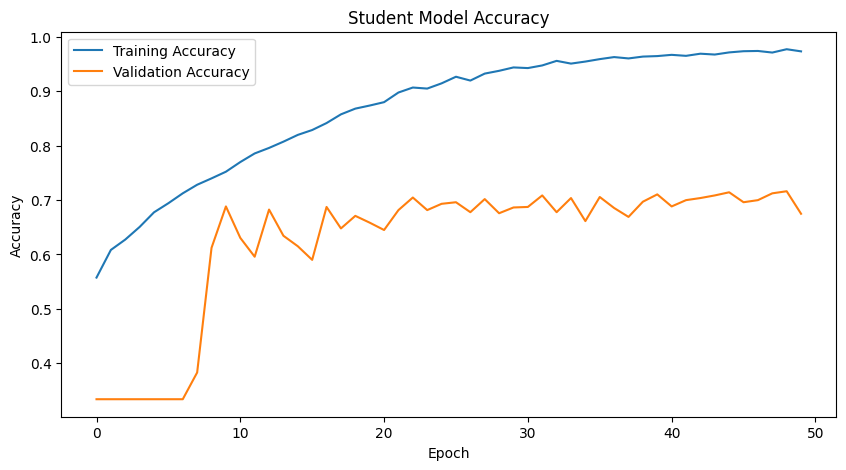 Student Model Accuracy
Training Accuracy
Validation Accuracy
1.0
0.9
0.8
0.7
0.6
0.5
0.4
Accuracy
0 10 20 30 40 50
Epoch